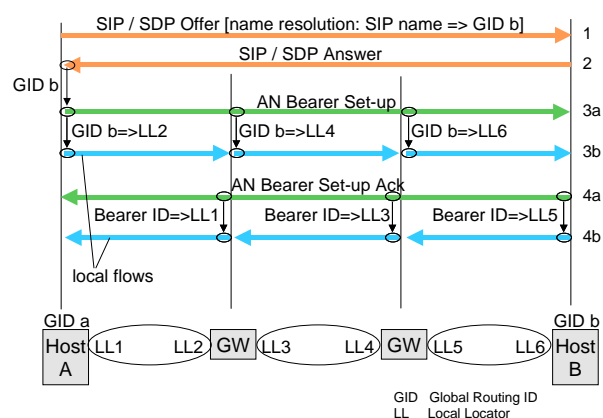 SIP / SDP Offer [name resolution: SIP name => GID b]
1
SIP / SDP Answer
2
GID b
AN Bearer Set-up
3a
GID b=>LL2
GID b=>LL4
GID b=>LL6
3b
AN Bearer Set-up Ack
4a
Bearer ID=>LL1
Bearer ID=>LL3
Bearer ID=>LL5
4b
local flows
GID a
GID b
Host A
LL1
LL2
GW
LL3
LL4
GW
LL5
LL6
Host B
GID Global Routing ID
LL Local Locator